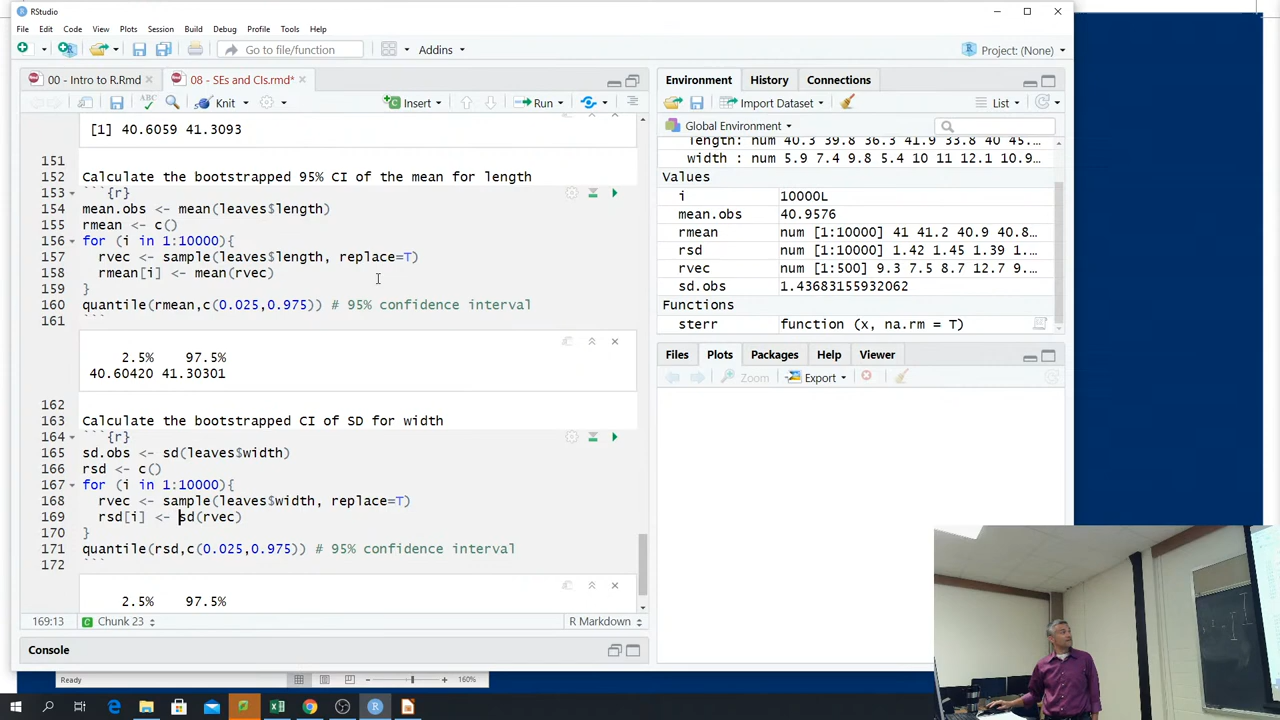 RStudio
File Edit Code View Plots Session Build Debug Profile Tools Help
Go to file/function Addins Project: (None)
00 - Intro to R.Rmd 08 - SEs and CIs.rmd*
Knit Insert Run
[1] 40.6059 41.3093
151
152 Calculate the bootstrapped 95% CI of the mean for length
153 ```{r}
154 mean.obs <- mean(leaves$length)
155 rmean <- c()
156 for (i in 1:10000){
157 rvec <- sample(leaves$length, replace=T)
158 rmean[i] <- mean(rvec)
159 }
160 quantile(rmean,c(0.025,0.975)) # 95% confidence interval
161 ```
2.5% 97.5%
40.60420 41.30301
162
163 Calculate the bootstrapped CI of SD for width
164 ```{r}
165 sd.obs <- sd(leaves$width)
166 rsd <- c()
167 for (i in 1:10000){
168 rvec <- sample(leaves$width, replace=T)
169 rsd[i] <- sd(rvec)
170 }
171 quantile(rsd,c(0.025,0.975)) # 95% confidence interval
172 ```
2.5% 97.5%
169:13 Chunk 23 R Markdown
Console
Environment History Connections
Import Dataset List
Global Environment
length: num 40.3 39.8 36.3 41.9 33.8 40 45...
width : num 5.9 7.4 9.8 5.4 10 11 12.1 10.9...
Values
i 10000L
mean.obs 40.9576
rmean num [1:10000] 41 41.2 40.9 40.8...
rsd num [1:10000] 1.42 1.45 1.39 1....
rvec num [1:500] 9.3 7.5 8.7 12.7 9....
sd.obs 1.43683155932062
Functions
sterr function (x, na.rm = T)
Files Plots Packages Help Viewer
Zoom Export
Ready 160%